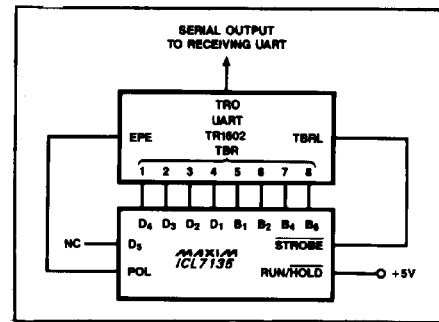 SERIAL OUTPUT
TO RECEIVING UART
TRO
UART
EPE TR1602 TBRL
TBR
1 2 3 4 5 6 7 8
D4 D3 D2 D1 B1 B2 B4 B8
NC D5 MAXIM STROBE
POL ICL7135 RUN/HOLD +5V